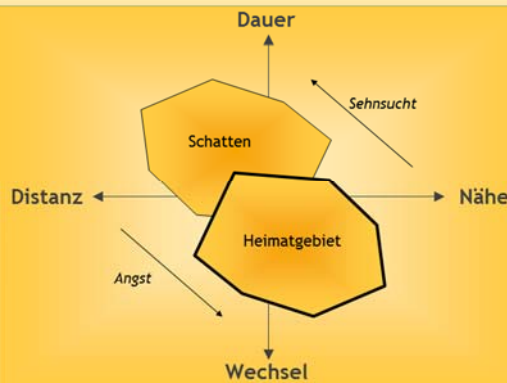 Dauer
Sehnsucht
Schatten
Distanz
Nähe
Heimatgebiet
Angst
Wechsel